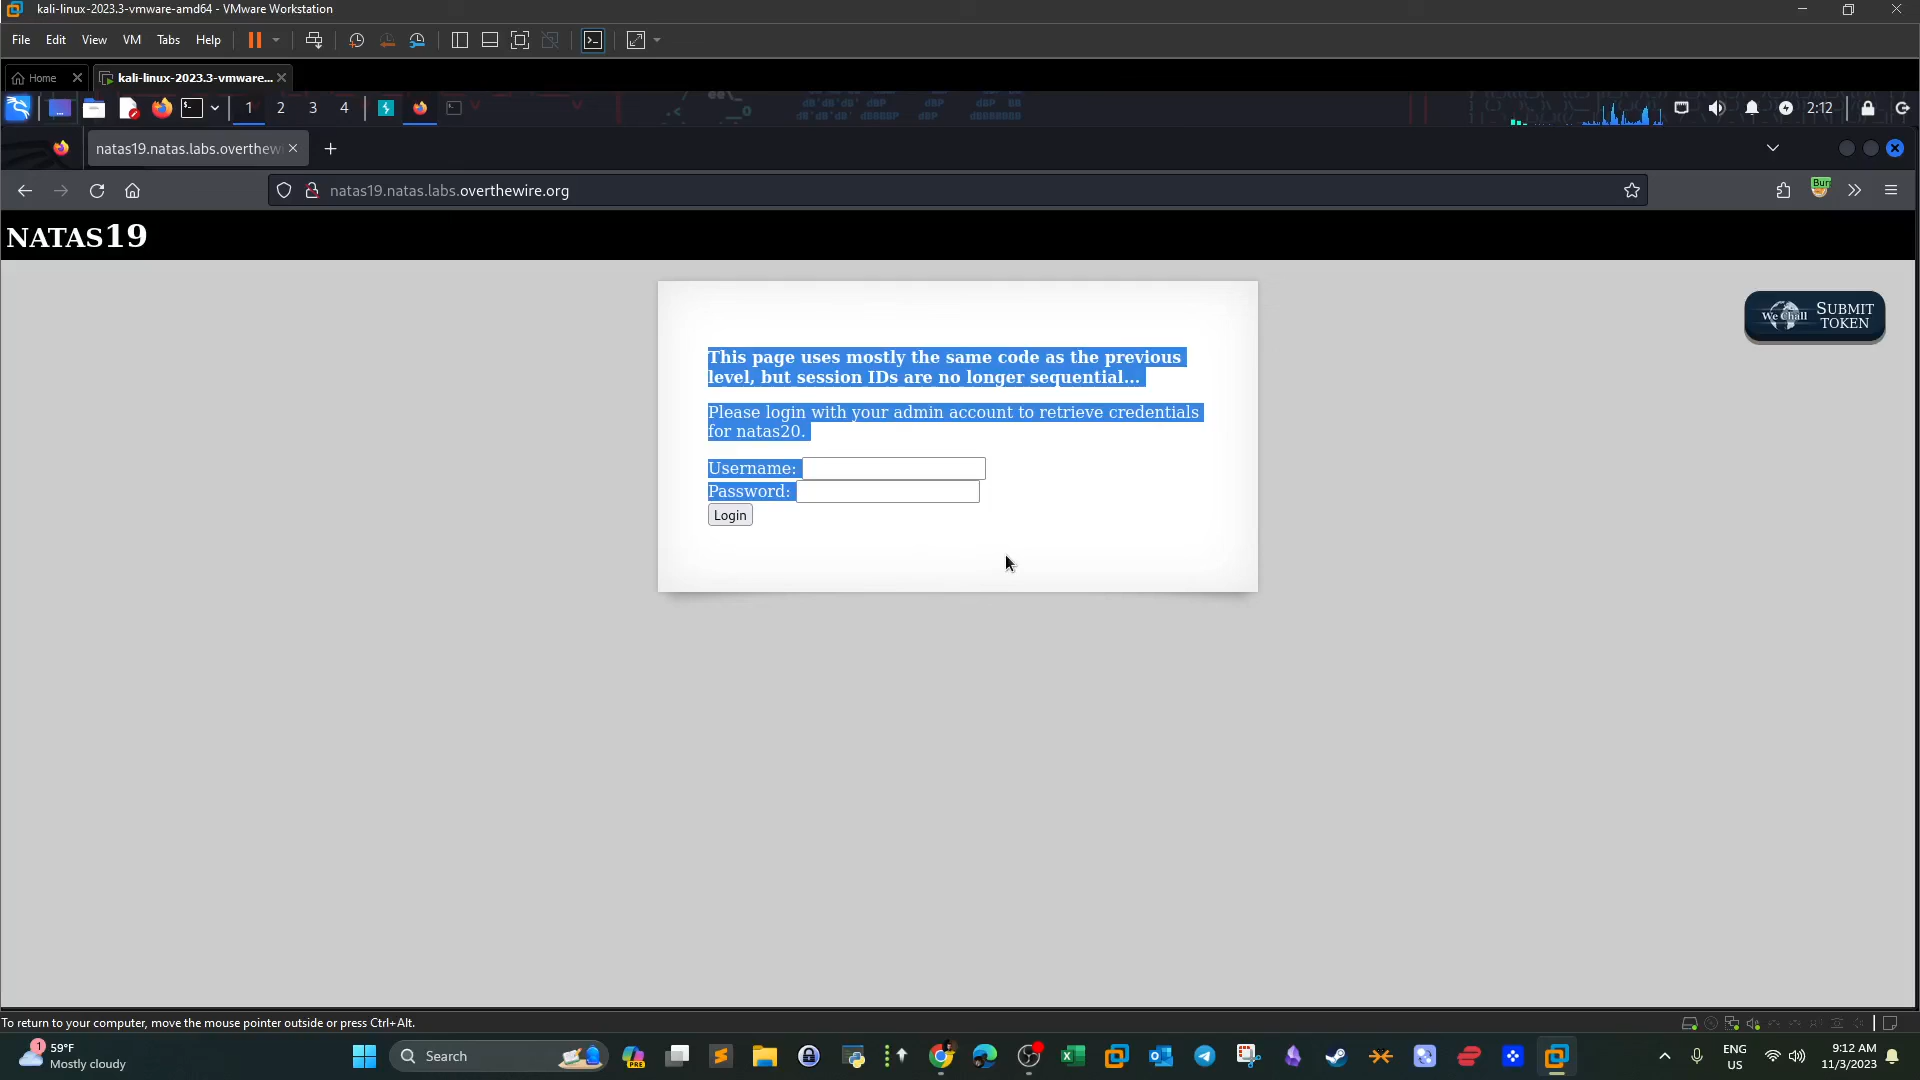 kali-linux-2023.3-vmware-amd64 - VMware Workstation
File Edit View VM Tabs Help
Home
kali-linux-2023.3-vmware...
1 2 3 4
2:12
natas19.natas.labs.overthew
natas19.natas.labs.overthewire.org
Bur
NATAS19
This page uses mostly the same code as the previous
level, but session IDs are no longer sequential...
Please login with your admin account to retrieve credentials
for natas20.
Username:
Password:
Login
We Chall
SUBMIT
TOKEN
To return to your computer, move the mouse pointer outside or press Ctrl+Alt.
1
59°F
Mostly cloudy
Search
PRE
ENG
US
9:12 AM
11/3/2023